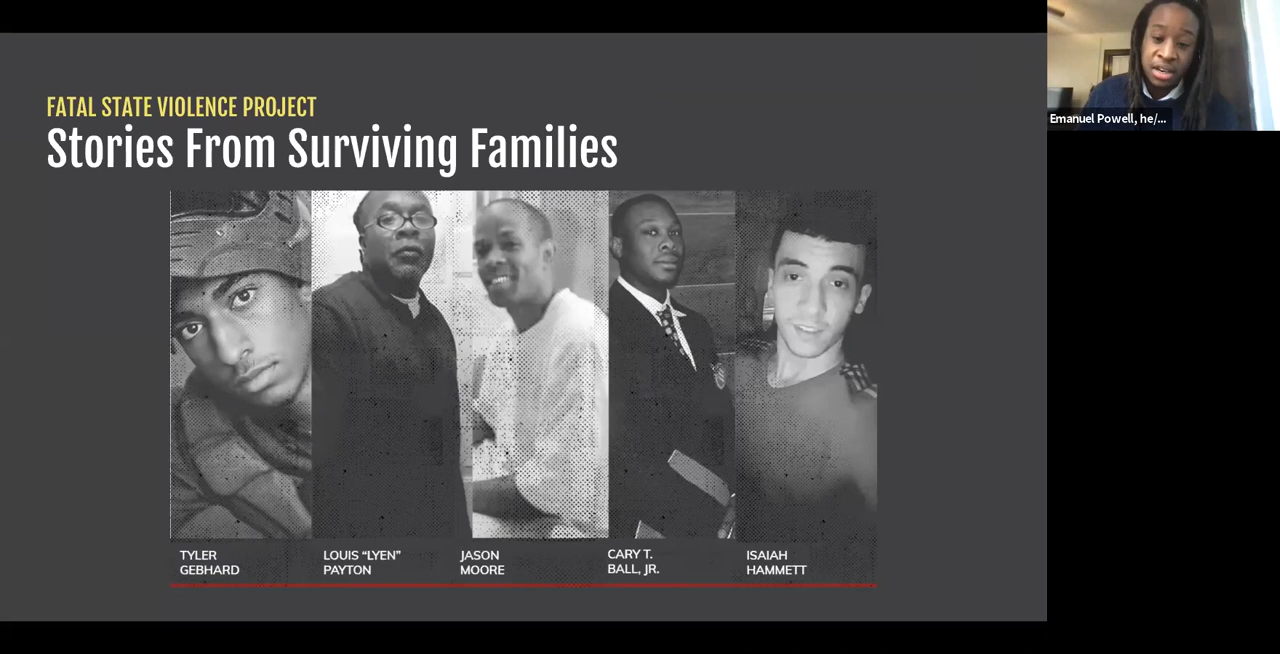 FATAL STATE VIOLENCE PROJECT
Stories From Surviving Families
TYLER
GEBHARD
LOUIS “LYEN”
PAYTON
JASON
MOORE
CARY T.
BALL, JR.
ISAIAH
HAMMETT
Emanuel Powell, he/...